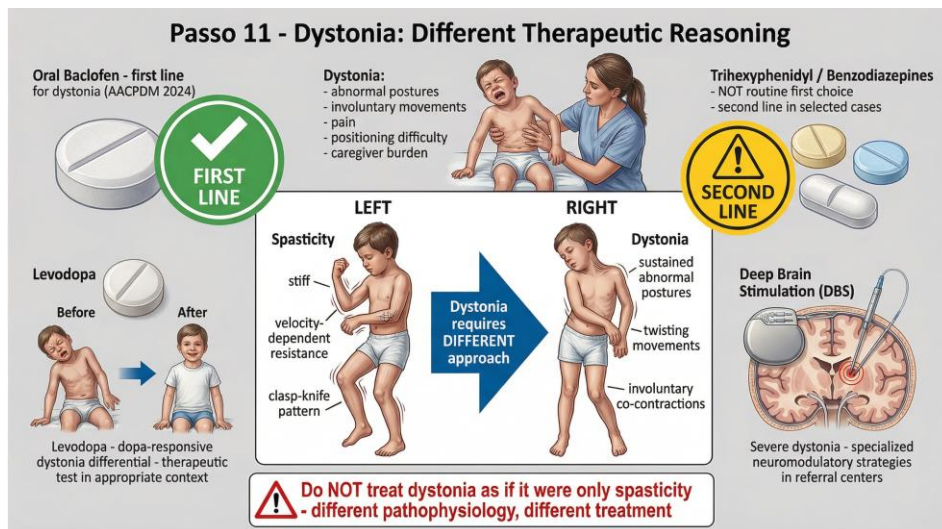 Passo 11 - Dystonia: Different Therapeutic Reasoning
Oral Baclofen - first line
for dystonia (AACPDM 2024)
FIRST
LINE
Dystonia:
- abnormal postures
- involuntary movements
- pain
- positioning difficulty
- caregiver burden
Trihexyphenidyl / Benzodiazepines
- NOT routine first choice
- second line in selected cases
SECOND
LINE
Levodopa
Before
After
Levodopa - dopa-responsive
dystonia differential - therapeutic
test in appropriate context
LEFT
Spasticity
stiff
velocity-
dependent
resistance
clasp-knife
pattern
Dystonia
requires
DIFFERENT
approach
RIGHT
Dystonia
sustained
abnormal
postures
twisting
movements
involuntary
co-contractions
Deep Brain
Stimulation (DBS)
Severe dystonia - specialized
neuromodulatory strategies
in referral centers
Do NOT treat dystonia as if it were only spasticity
- different pathophysiology, different treatment